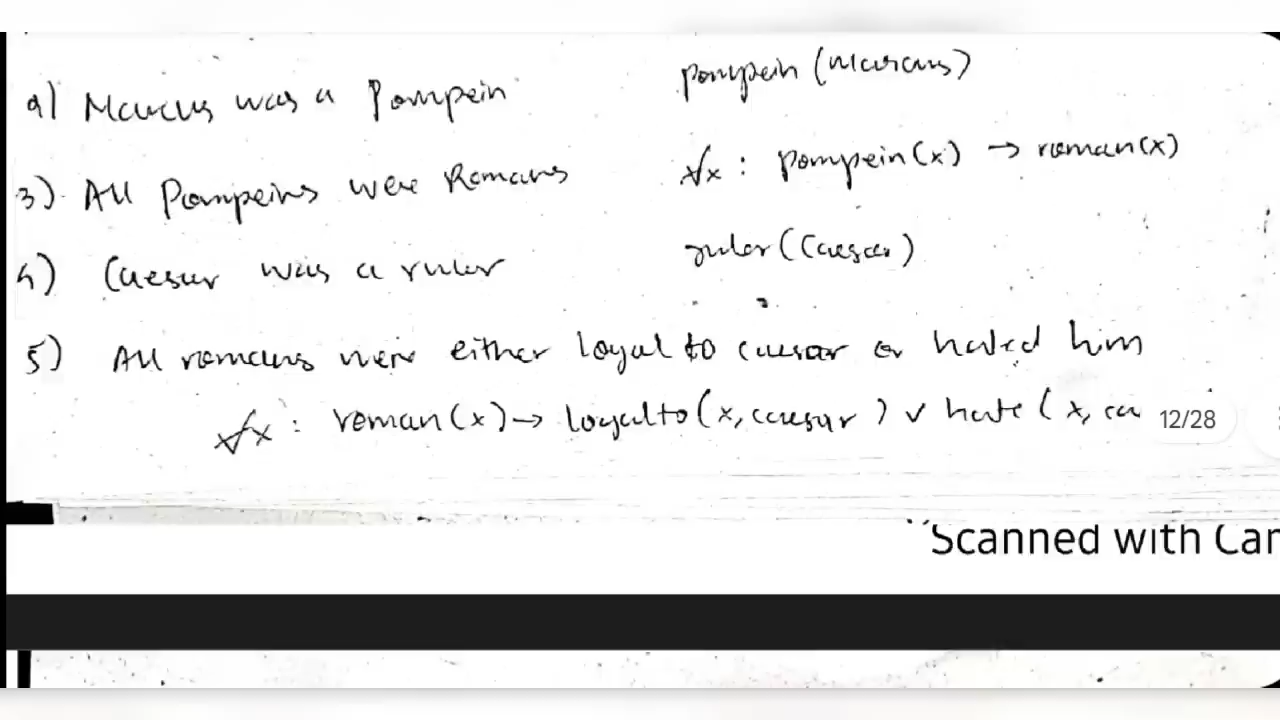 2) Marcus was a Pompein pompein (Marcus)
3) All Pompeins were Romans ∀x : pompein(x) → roman(x)
4) Caesar was a ruler ruler (Caesar)
5) All romans were either loyal to caesar or hated him
∀x : roman(x) → loyalto(x, caesar) ∨ hate (x, ca
12/28
Scanned with Car